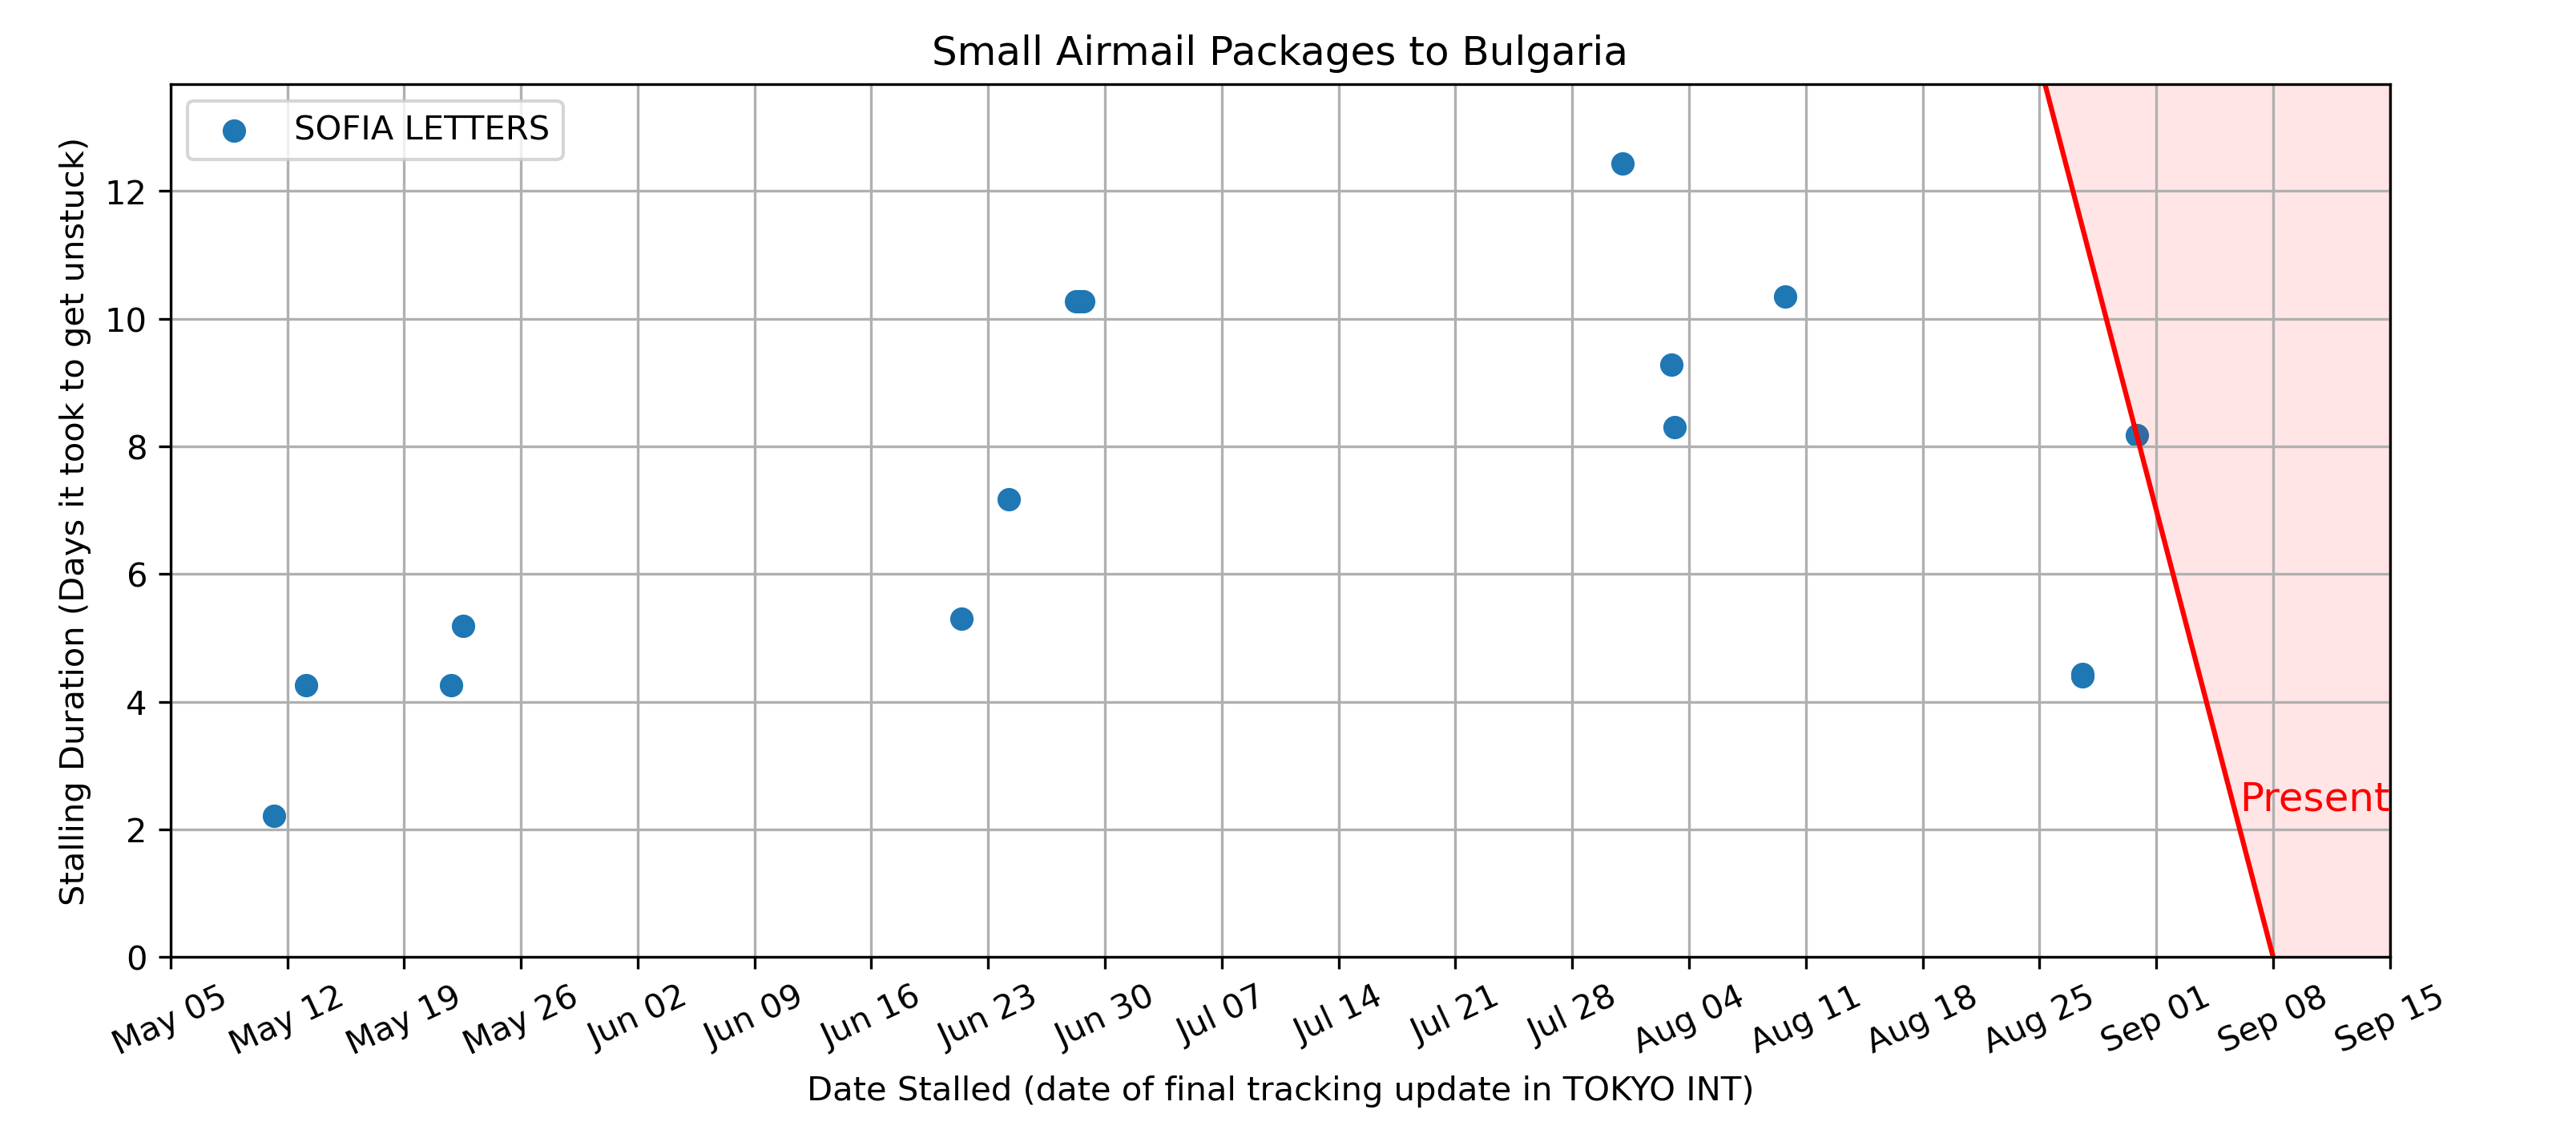 Small Airmail Packages to Bulgaria
SOFIA LETTERS
Stalling Duration (Days it took to get unstuck)
12
10
8
6
4
2
0
Present
May 05
May 12
May 19
May 26
Jun 02
Jun 09
Jun 16
Jun 23
Jun 30
Jul 07
Jul 14
Jul 21
Jul 28
Aug 04
Aug 11
Aug 18
Aug 25
Sep 01
Sep 08
Sep 15
Date Stalled (date of final tracking update in TOKYO INT)